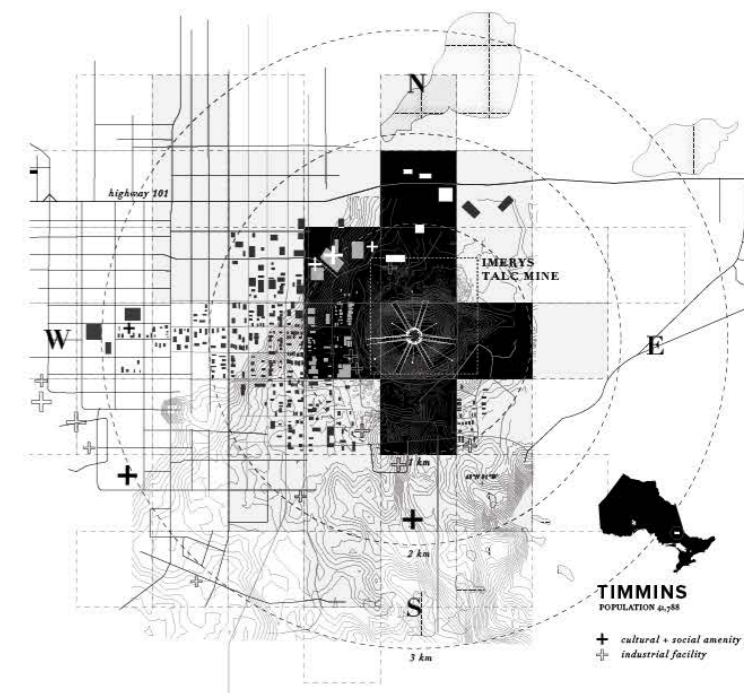 N
highway 101
IMERYS
TALC MINE
W
E
1 km
2 km
S
3 km
TIMMINS
POPULATION 41,788
cultural + social amenity
industrial facility